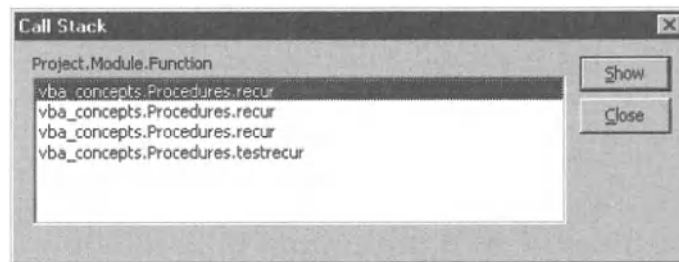 Call Stack
Project.Module.Function
vba_concepts.Procedures.recur
vba_concepts.Procedures.recur
vba_concepts.Procedures.recur
vba_concepts.Procedures.testrecur
Show
Close